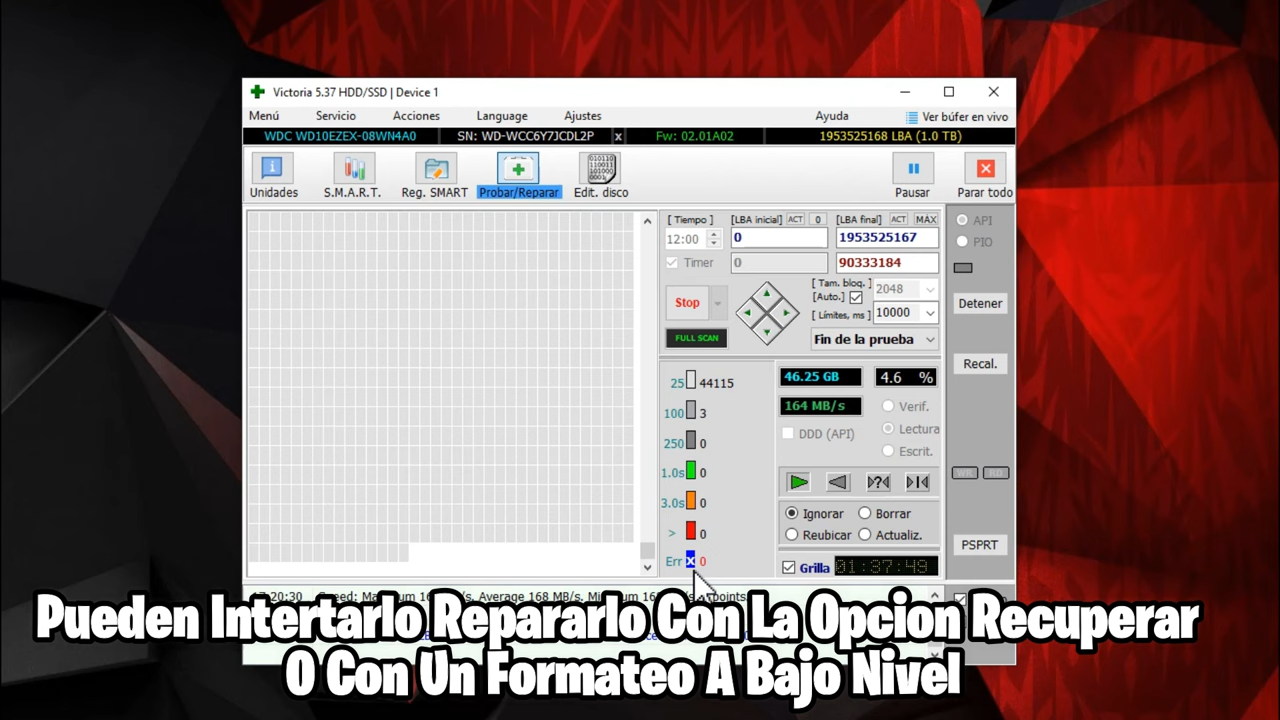 Victoria 5.37 HDD/SSD | Device 1
Menú Servicio Acciones Language Ajustes Ayuda Ver búfer en vivo
WDC WD10EZEX-08WN4A0 SN: WD-WCC6Y7JCDL2P x Fw: 02.01A02 1953525168 LBA (1.0 TB)
Unidades S.M.A.R.T. Reg. SMART Probar/Reparar Edit. disco Pausar Parar todo
[ Tiempo ] [LBA inicial] ACT 0 [LBA final] ACT MÁX
12:00 0 1953525167
Timer 0 90333184
API
PIO
Stop
[ Tam. bloq. ] 2048
[Auto.]
[ Límites, ms ] 10000
FULL SCAN
Fin de la prueba
Detener
Recal.
25 44115
100 3
250 0
1.0s 0
3.0s 0
> 0
Err x 0
46.25 GB 4.6 %
164 MB/s Verif.
DDD (API) Lectura
Escrit.
WR RD
Ignorar Borrar
Reubicar Actualiz.
Grilla 01:37:49
PSPRT
Pueden Intertarlo Repararlo Con La Opcion Recuperar
O Con Un Formateo A Bajo Nivel